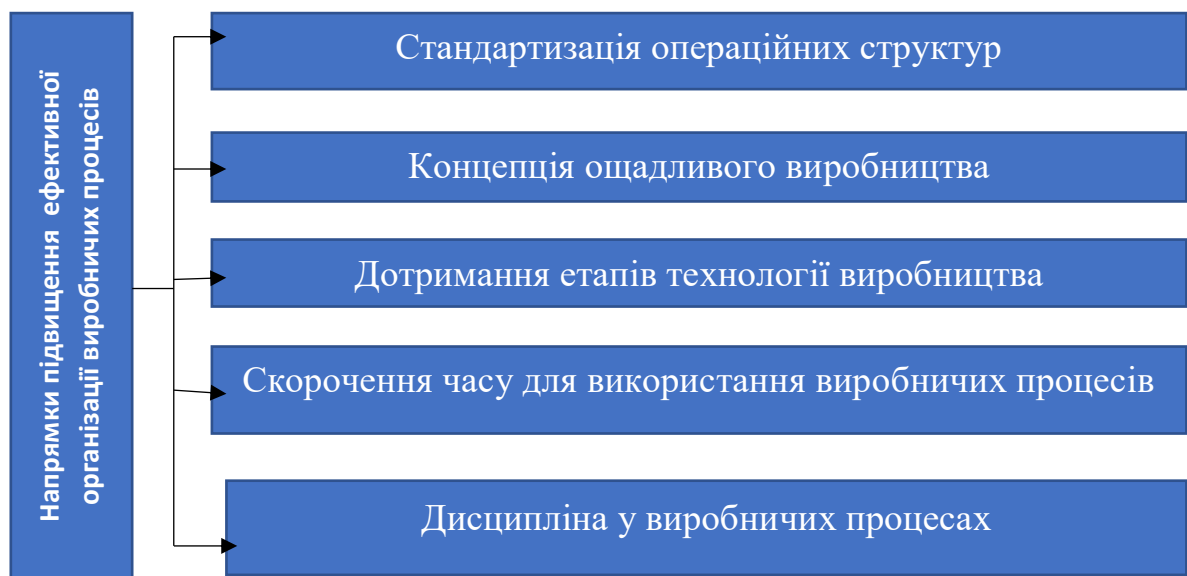 Напрямки підвищення ефективної
організації виробничих процесів
Стандартизація операційних структур
Концепція ощадливого виробництва
Дотримання етапів технології виробництва
Скорочення часу для використання виробничих процесів
Дисципліна у виробничих процесах